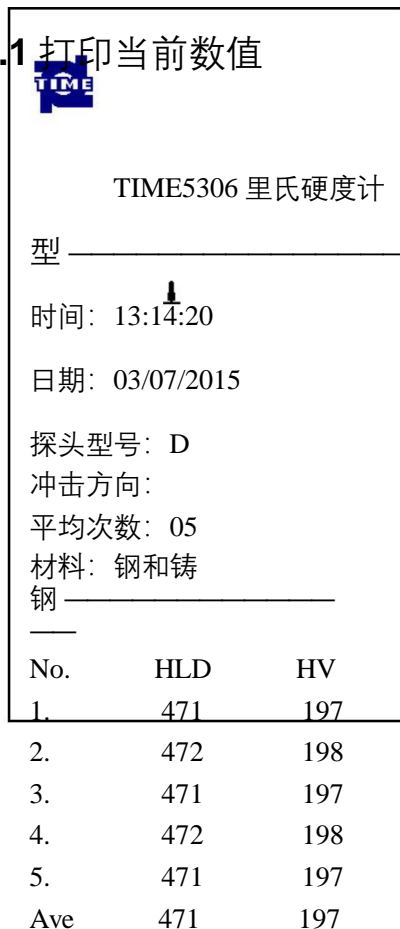 .1 打印当前数值
TIME
TIME5306 里氏硬度计
型
时间：13:14:20
日期：03/07/2015
探头型号：D
冲击方向：
平均次数：05
材料：钢和铸
钢
No. HLD HV
1. 471 197
2. 472 198
3. 471 197
4. 472 198
5. 471 197
Ave 471 197